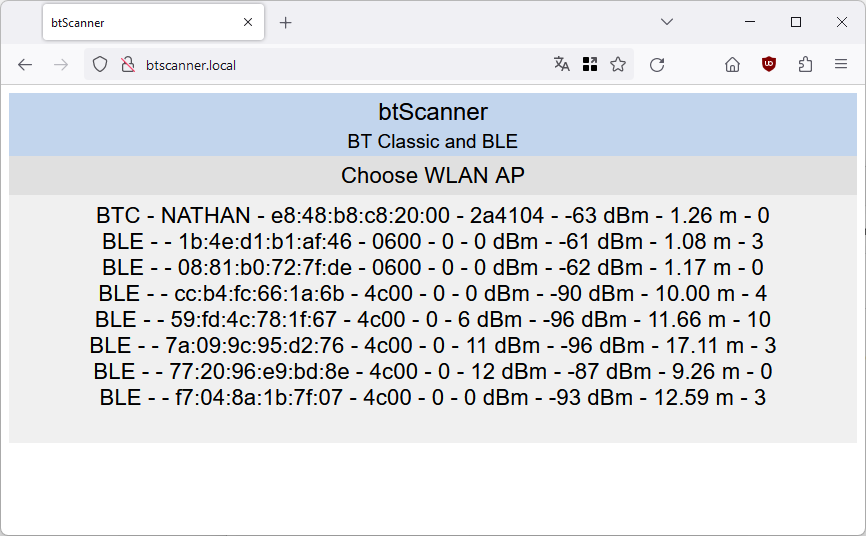 btScanner
btscanner.local
btScanner
BT Classic and BLE
Choose WLAN AP
BTC - NATHAN - e8:48:b8:c8:20:00 - 2a4104 - -63 dBm - 1.26 m - 0
BLE - - 1b:4e:d1:b1:af:46 - 0600 - 0 - 0 dBm - -61 dBm - 1.08 m - 3
BLE - - 08:81:b0:72:7f:de - 0600 - 0 - 0 dBm - -62 dBm - 1.17 m - 0
BLE - - cc:b4:fc:66:1a:6b - 4c00 - 0 - 0 dBm - -90 dBm - 10.00 m - 4
BLE - - 59:fd:4c:78:1f:67 - 4c00 - 0 - 6 dBm - -96 dBm - 11.66 m - 10
BLE - - 7a:09:9c:95:d2:76 - 4c00 - 0 - 11 dBm - -96 dBm - 17.11 m - 3
BLE - - 77:20:96:e9:bd:8e - 4c00 - 0 - 12 dBm - -87 dBm - 9.26 m - 0
BLE - - f7:04:8a:1b:7f:07 - 4c00 - 0 - 0 dBm - -93 dBm - 12.59 m - 3